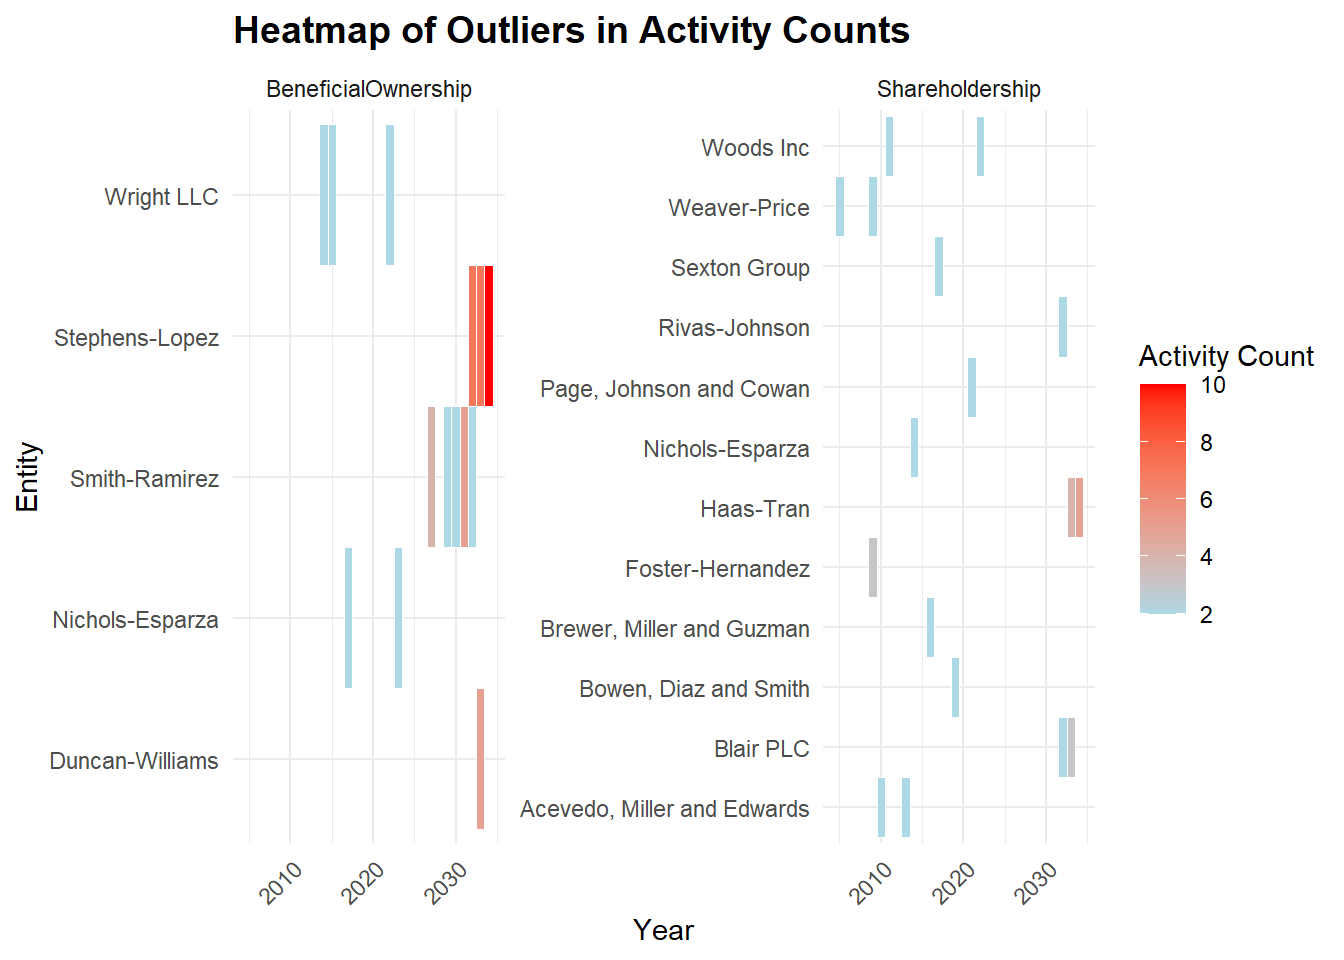 Heatmap of Outliers in Activity Counts
BeneficialOwnership
Shareholdership
Entity
Wright LLC
Stephens-Lopez
Smith-Ramirez
Nichols-Esparza
Duncan-Williams
Woods Inc
Weaver-Price
Sexton Group
Rivas-Johnson
Page, Johnson and Cowan
Nichols-Esparza
Haas-Tran
Foster-Hernandez
Brewer, Miller and Guzman
Bowen, Diaz and Smith
Blair PLC
Acevedo, Miller and Edwards
2010 2020 2030
2010 2020 2030
Year
Activity Count
10
8
6
4
2